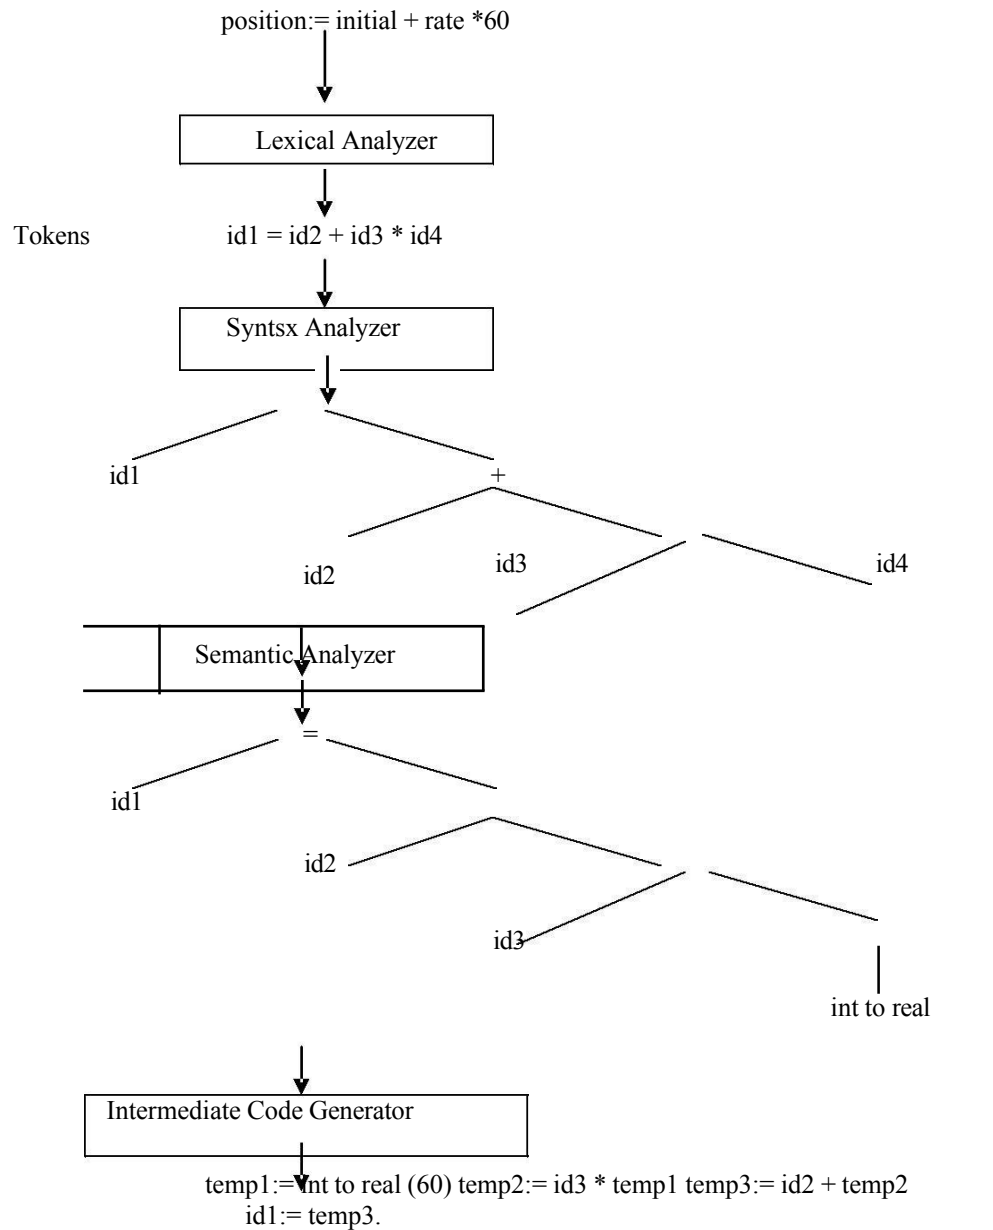 position:= initial + rate *60
Lexical Analyzer
Tokens id1 = id2 + id3 * id4
Syntsx Analyzer
id1 +
id2 id3 id4
Semantic Analyzer
=
id1
id2
id3
int to real
Intermediate Code Generator
temp1:= int to real (60) temp2:= id3 * temp1 temp3:= id2 + temp2
id1:= temp3.